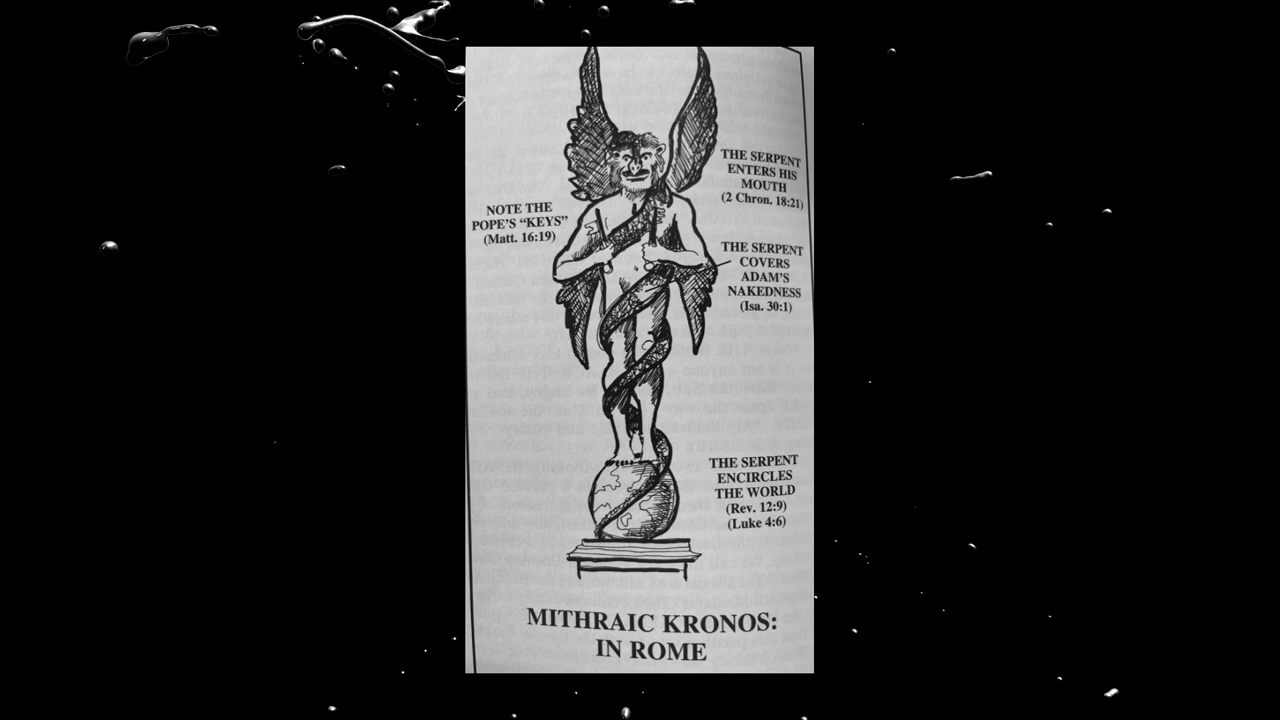 THE SERPENT
ENTERS HIS
MOUTH
(2 Chron. 18:21)
NOTE THE
POPE'S “KEYS”
(Matt. 16:19)
THE SERPENT
COVERS
ADAM'S
NAKEDNESS
(Isa. 30:1)
THE SERPENT
ENCIRCLES
THE WORLD
(Rev. 12:9)
(Luke 4:6)
MITHRAIC KRONOS:
IN ROME